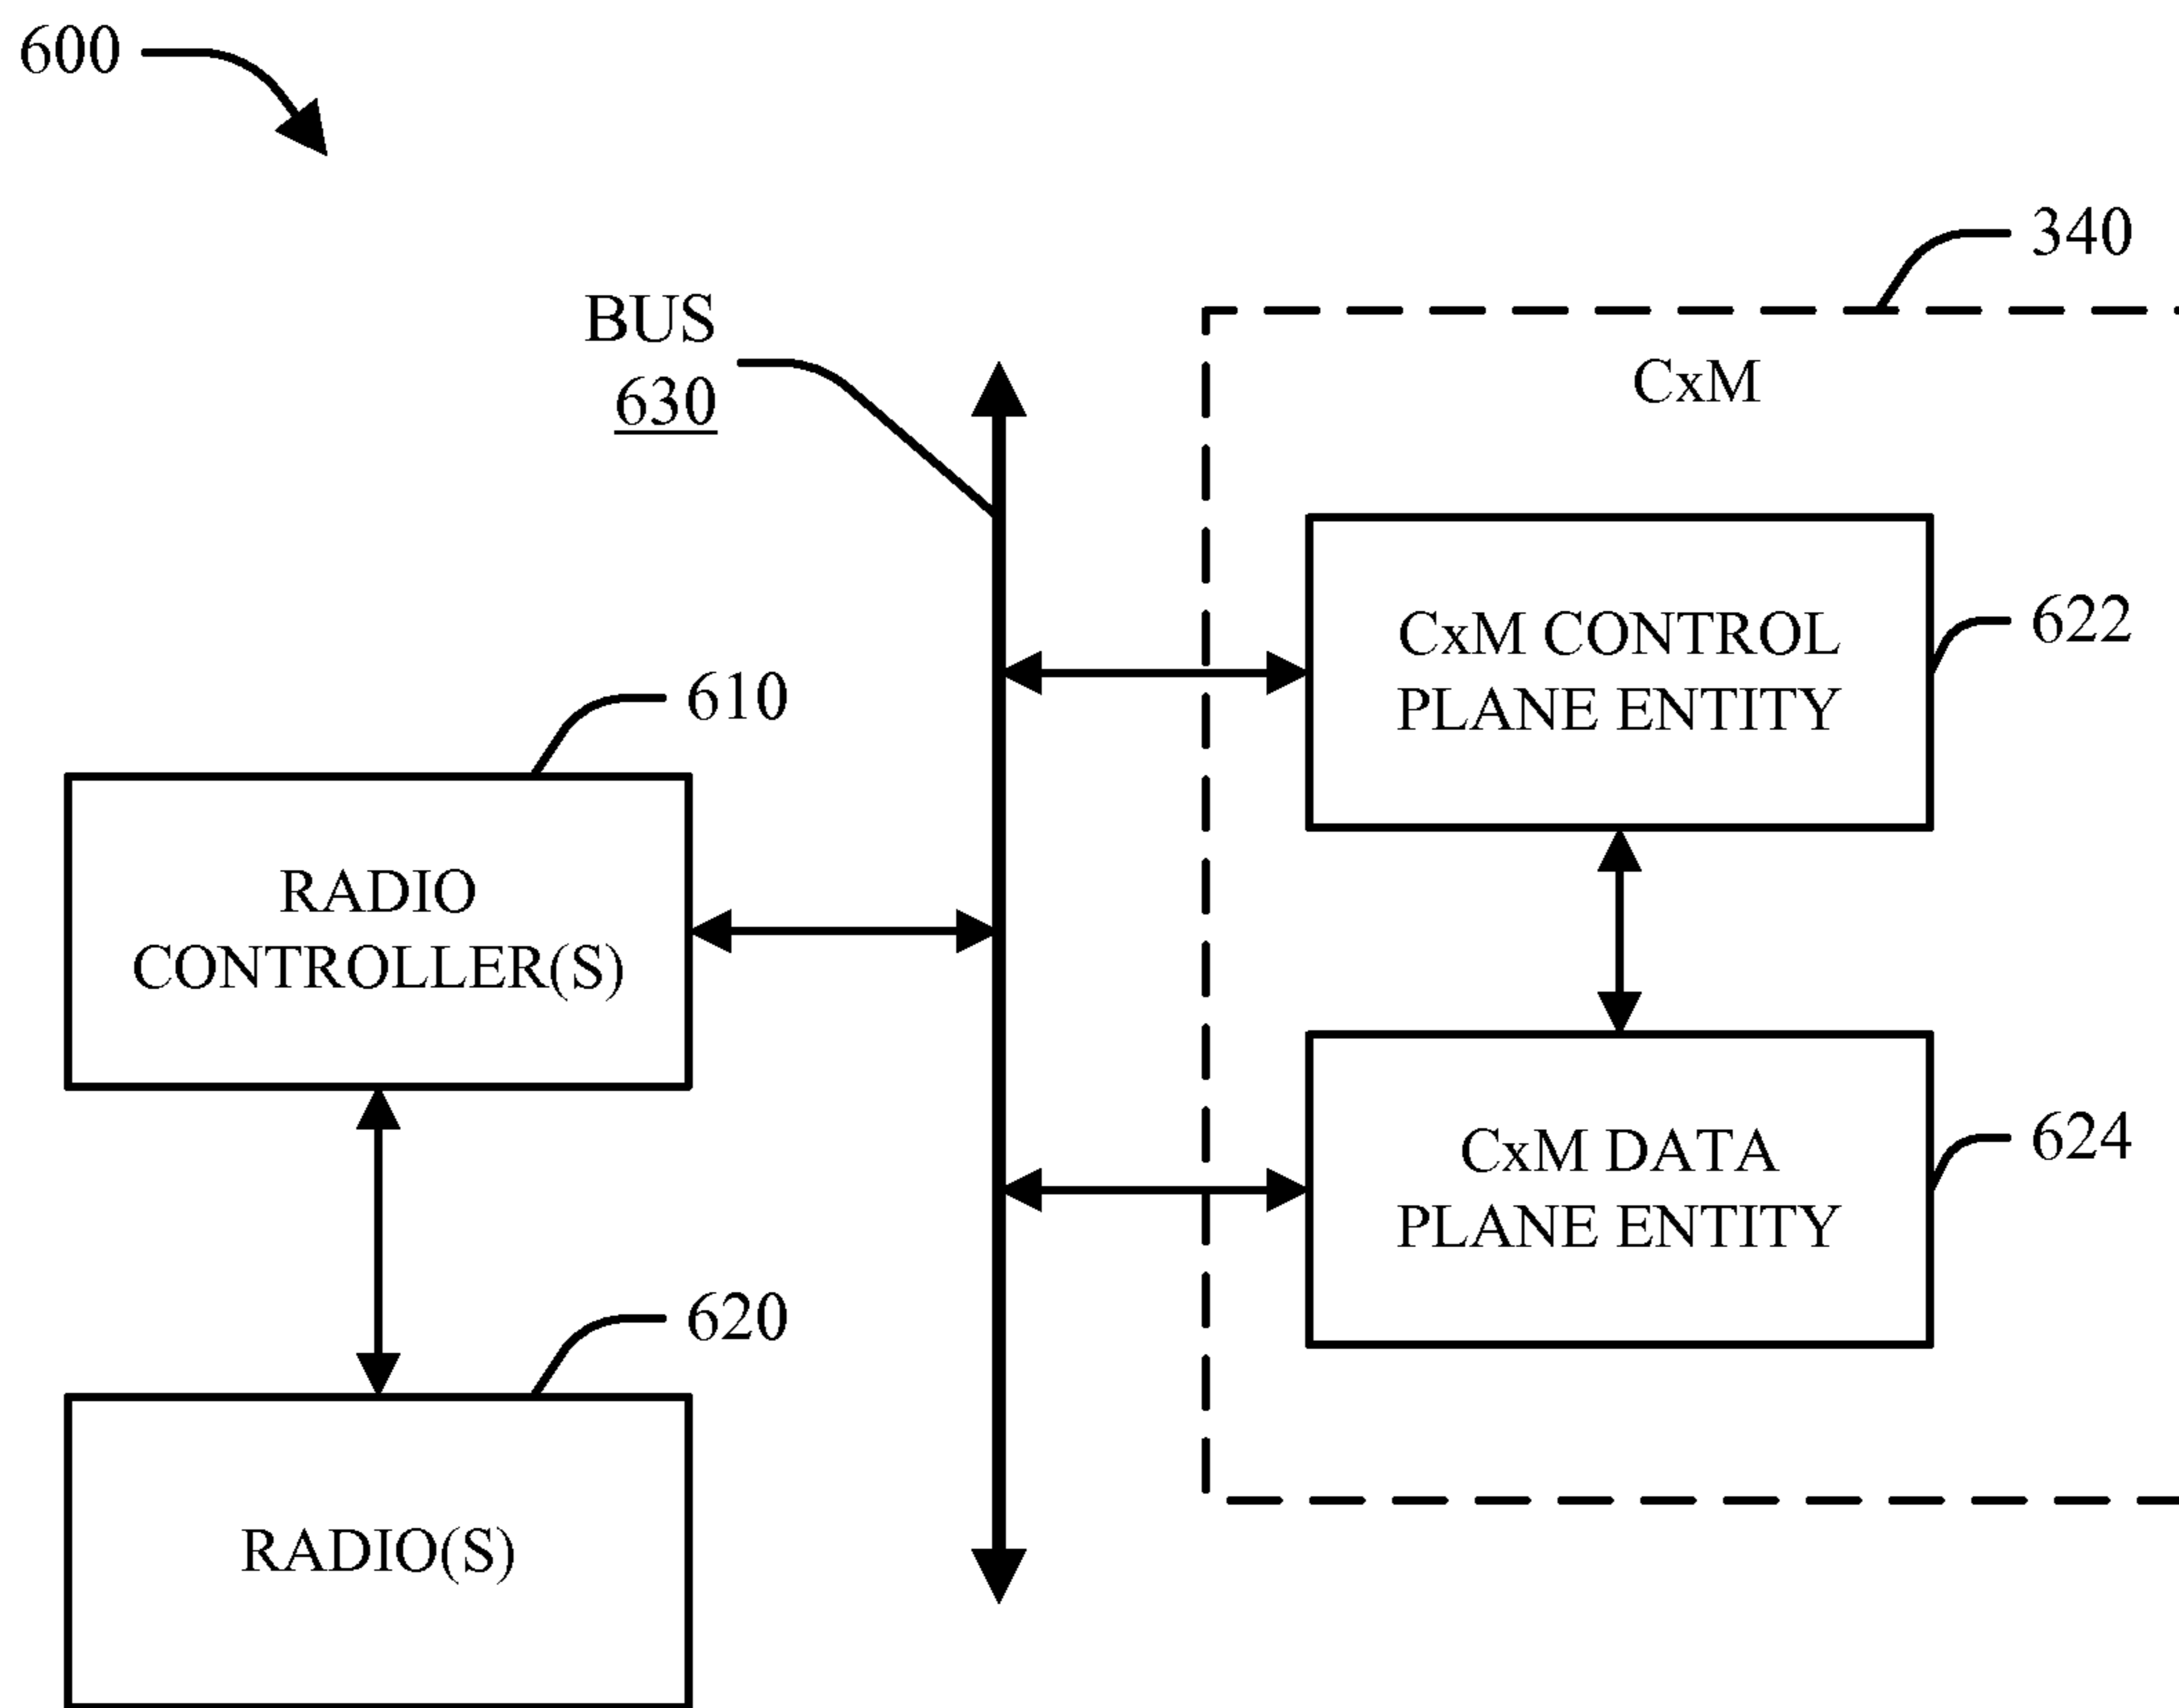 600
340
BUS
630
CxM
CxM CONTROL
PLANE ENTITY
622
610
RADIO
CONTROLLER(S)
CxM DATA
PLANE ENTITY
624
620
RADIO(S)